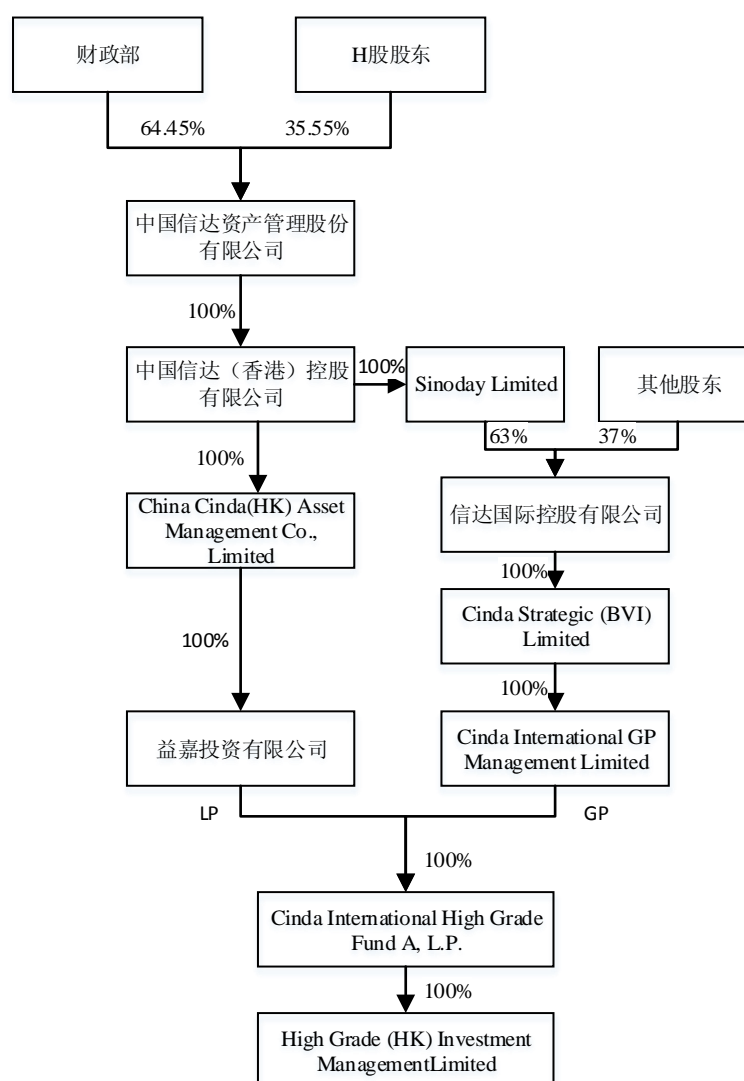 财政部
H股股东
64.45%
35.55%
中国信达资产管理股份
有限公司
100%
中国信达（香港）控股
有限公司
100%
Sinoday Limited
其他股东
63%
37%
100%
China Cinda(HK) Asset
Management Co.,
Limited
信达国际控股有限公司
100%
Cinda Strategic (BVI)
Limited
100%
100%
益嘉投资有限公司
Cinda International GP
Management Limited
LP
GP
100%
Cinda International High Grade
Fund A, L.P.
100%
High Grade (HK) Investment
ManagementLimited